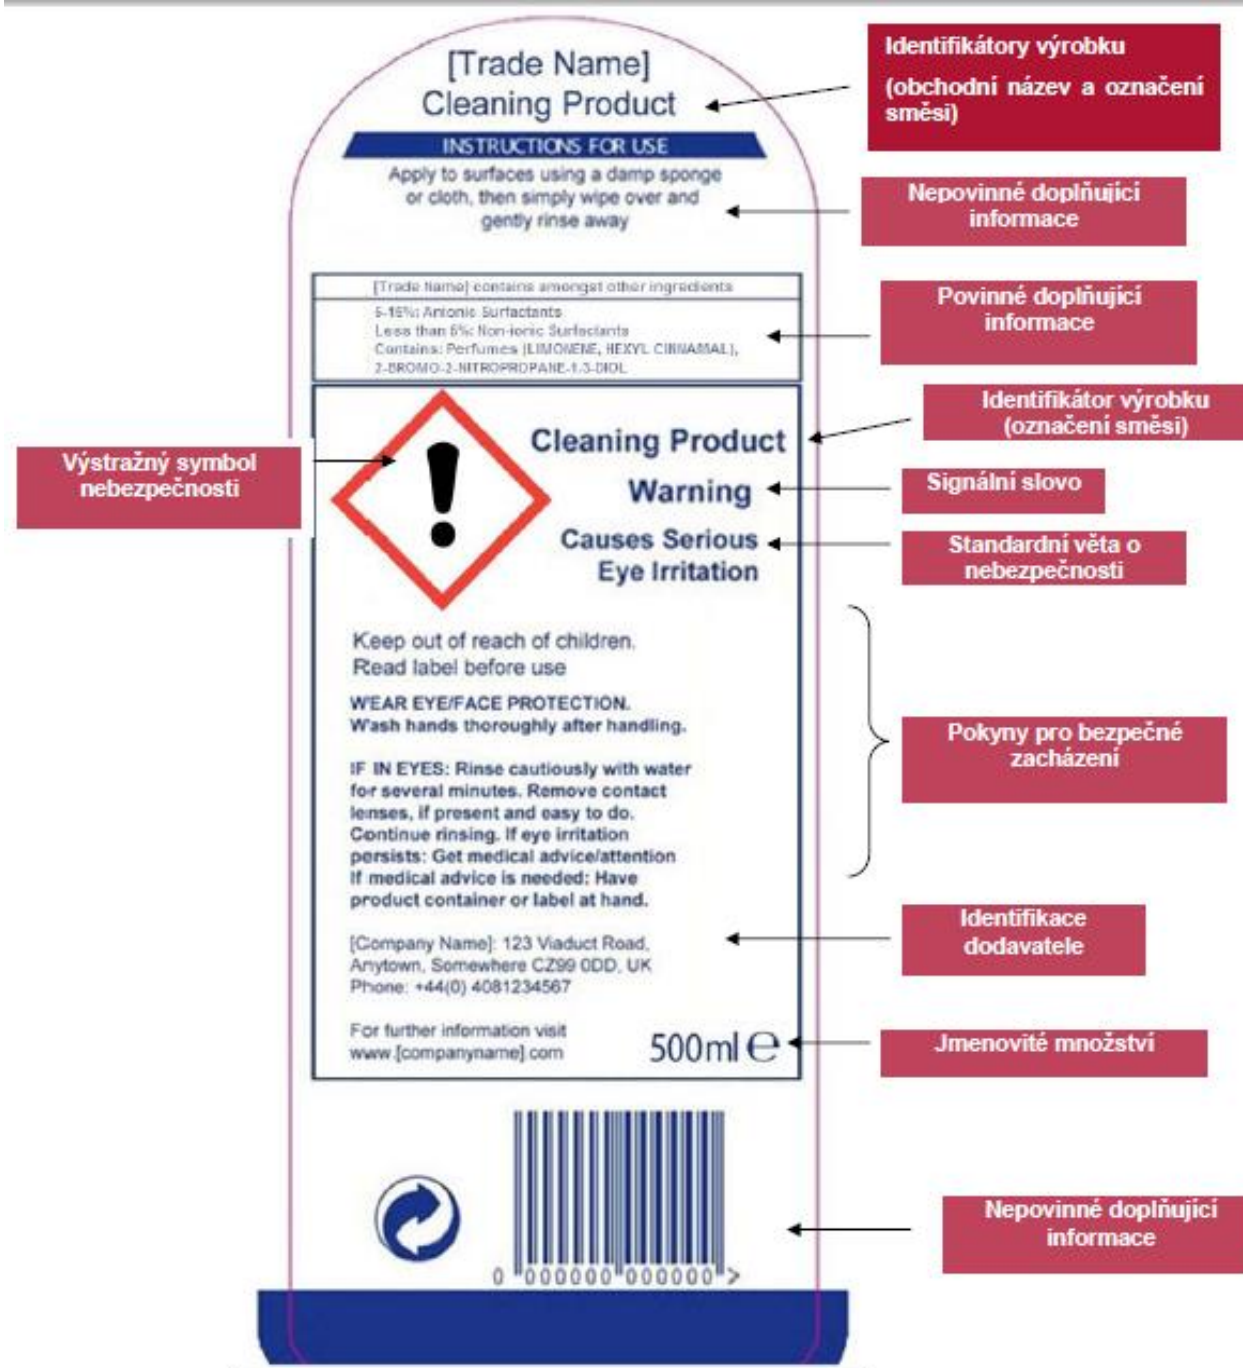 [Trade Name]
Cleaning Product
INSTRUCTIONS FOR USE
Apply to surfaces using a damp sponge
or cloth, then simply wipe over and
gently rinse away
[Trade Name] contains amongst other ingredients
5-15%: Anionic Surfactants
Less than 5%: Non-ionic Surfactants
Contains: Perfumes (LIMONENE, HEXYL CINNAMAL),
2-BROMO-2-NITROPROPANE-1,3-DIOL
Cleaning Product
Warning
Causes Serious
Eye Irritation
Keep out of reach of children.
Read label before use
WEAR EYE/FACE PROTECTION.
Wash hands thoroughly after handling.
IF IN EYES: Rinse cautiously with water
for several minutes. Remove contact
lenses, if present and easy to do.
Continue rinsing. If eye irritation
persists: Get medical advice/attention
If medical advice is needed: Have
product container or label at hand.
[Company Name]: 123 Viaduct Road,
Anytown, Somewhere CZ99 0DD, UK
Phone: +44(0) 4081234567
For further information visit
www.[companyname].com
500ml ℮
0 000000 000000 >
Výstražný symbol
nebezpečnosti
Identifikátory výrobku
(obchodní název a označení
směsi)
Nepovinné doplňující
informace
Povinné doplňující
informace
Identifikátor výrobku
(označení směsi)
Signální slovo
Standardní věta o
nebezpečnosti
Pokyny pro bezpečné
zacházení
Identifikace
dodavatele
Jmenovité množství
Nepovinné doplňující
informace